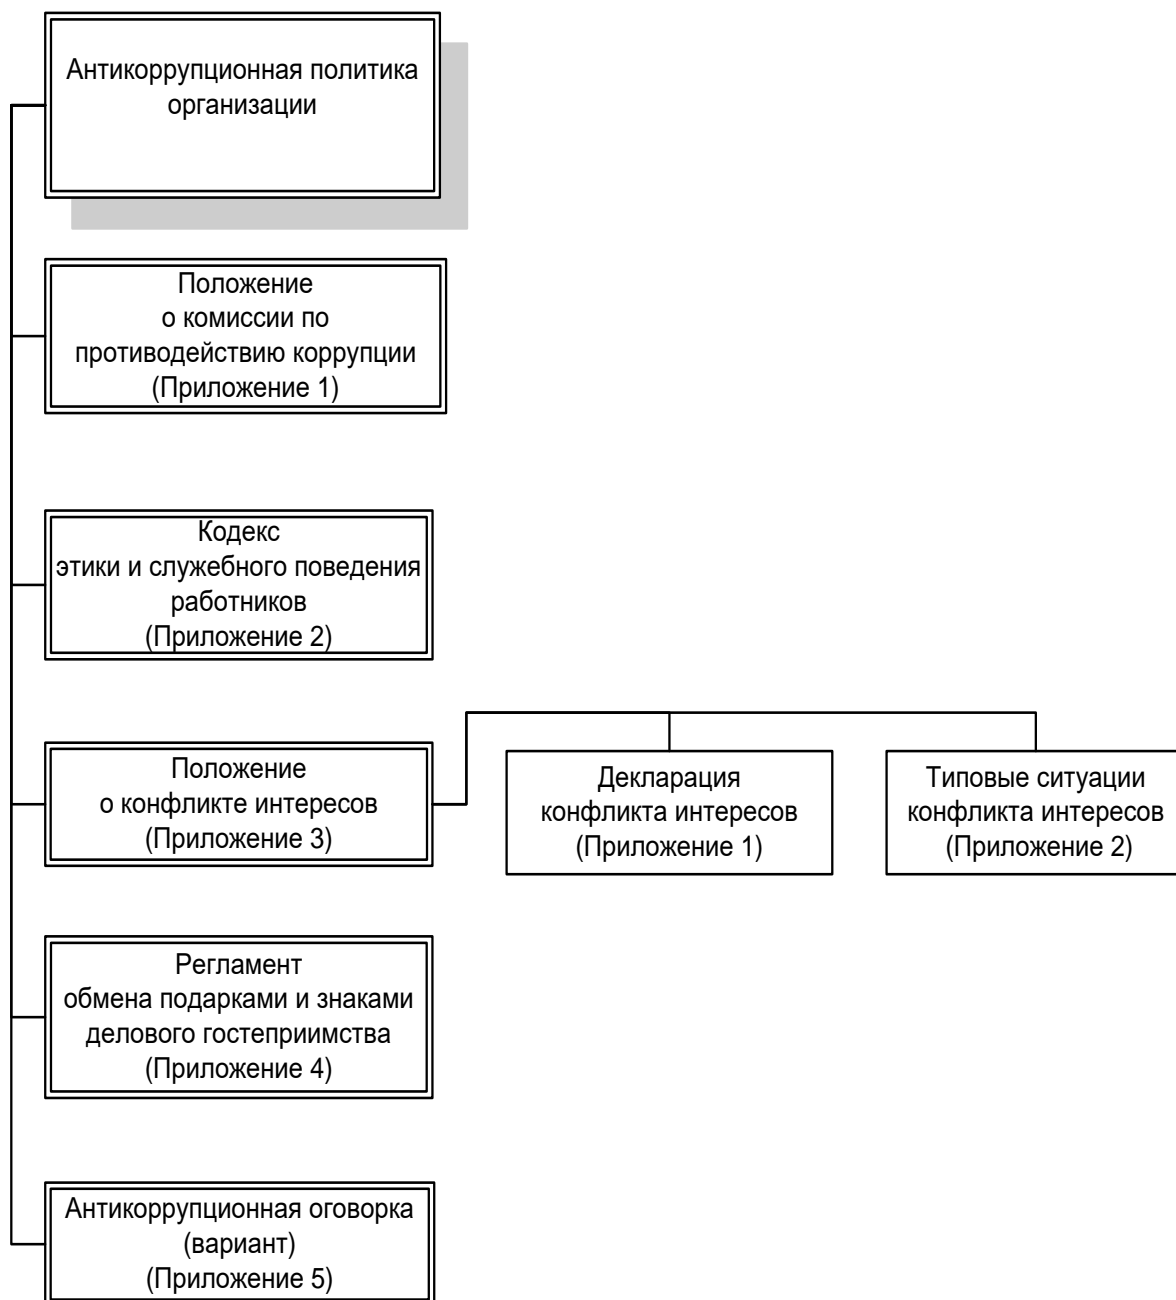 Антикоррупционная политика
организации
Положение
о комиссии по
противодействию коррупции
(Приложение 1)
Кодекс
этики и служебного поведения
работников
(Приложение 2)
Положение
о конфликте интересов
(Приложение 3)
Декларация
конфликта интересов
(Приложение 1)
Типовые ситуации
конфликта интересов
(Приложение 2)
Регламент
обмена подарками и знаками
делового гостеприимства
(Приложение 4)
Антикоррупционная оговорка
(вариант)
(Приложение 5)